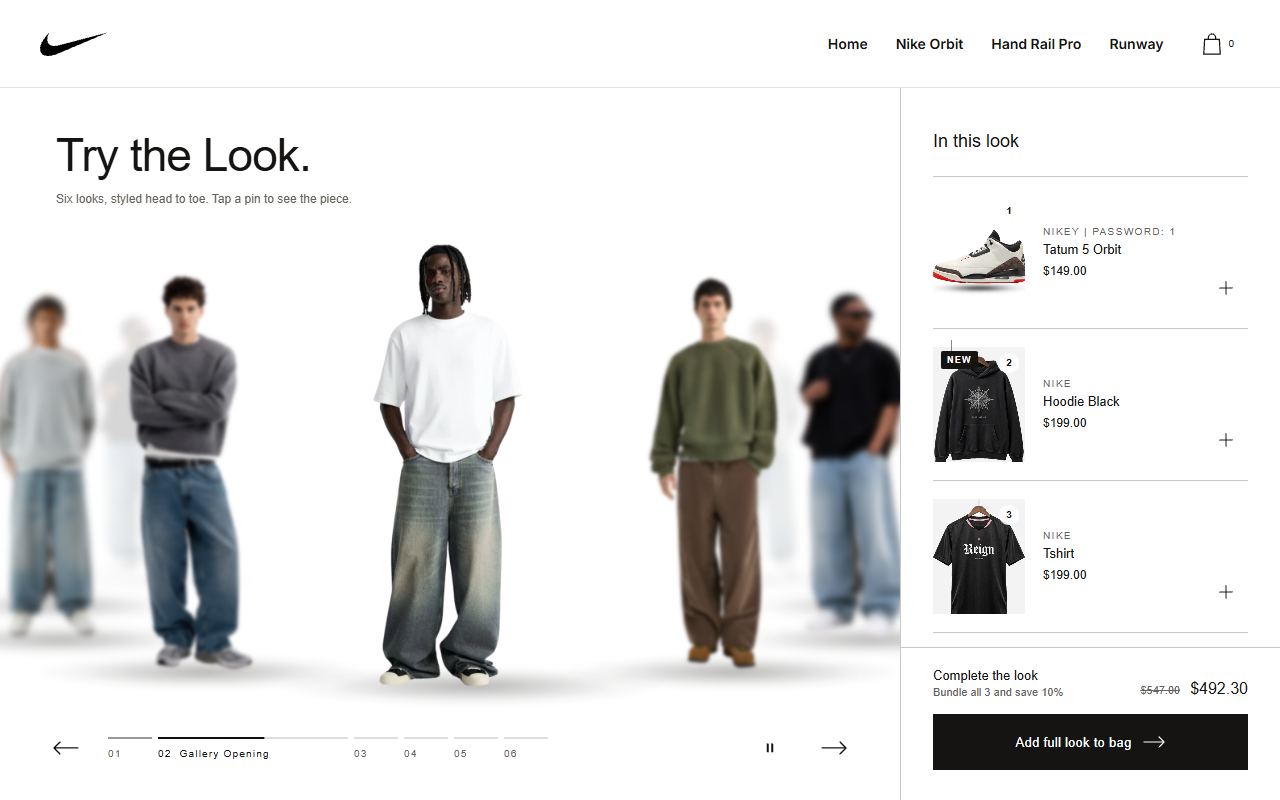 Home
Nike Orbit
Hand Rail Pro
Runway
0
Try the Look.
Six looks, styled head to toe. Tap a pin to see the piece.
In this look
1
NIKEY | PASSWORD: 1
Tatum 5 Orbit
$149.00
NEW
2
NIKE
Hoodie Black
$199.00
3
Reign
NIKE
Tshirt
$199.00
01
02 Gallery Opening
03
04
05
06
Complete the look
Bundle all 3 and save 10%
$547.00 $492.30
Add full look to bag